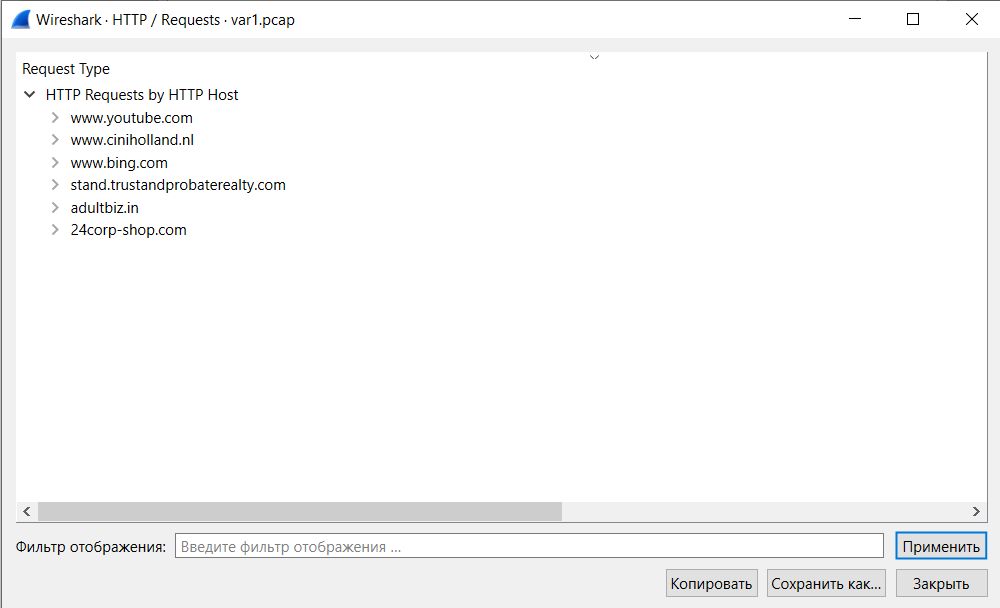 Wireshark · HTTP / Requests · var1.pcap
Request Type
HTTP Requests by HTTP Host
www.youtube.com
www.ciniholland.nl
www.bing.com
stand.trustandprobaterealty.com
adultbiz.in
24corp-shop.com
Фильтр отображения: Введите фильтр отображения ... Применить
Копировать Сохранить как... Закрыть